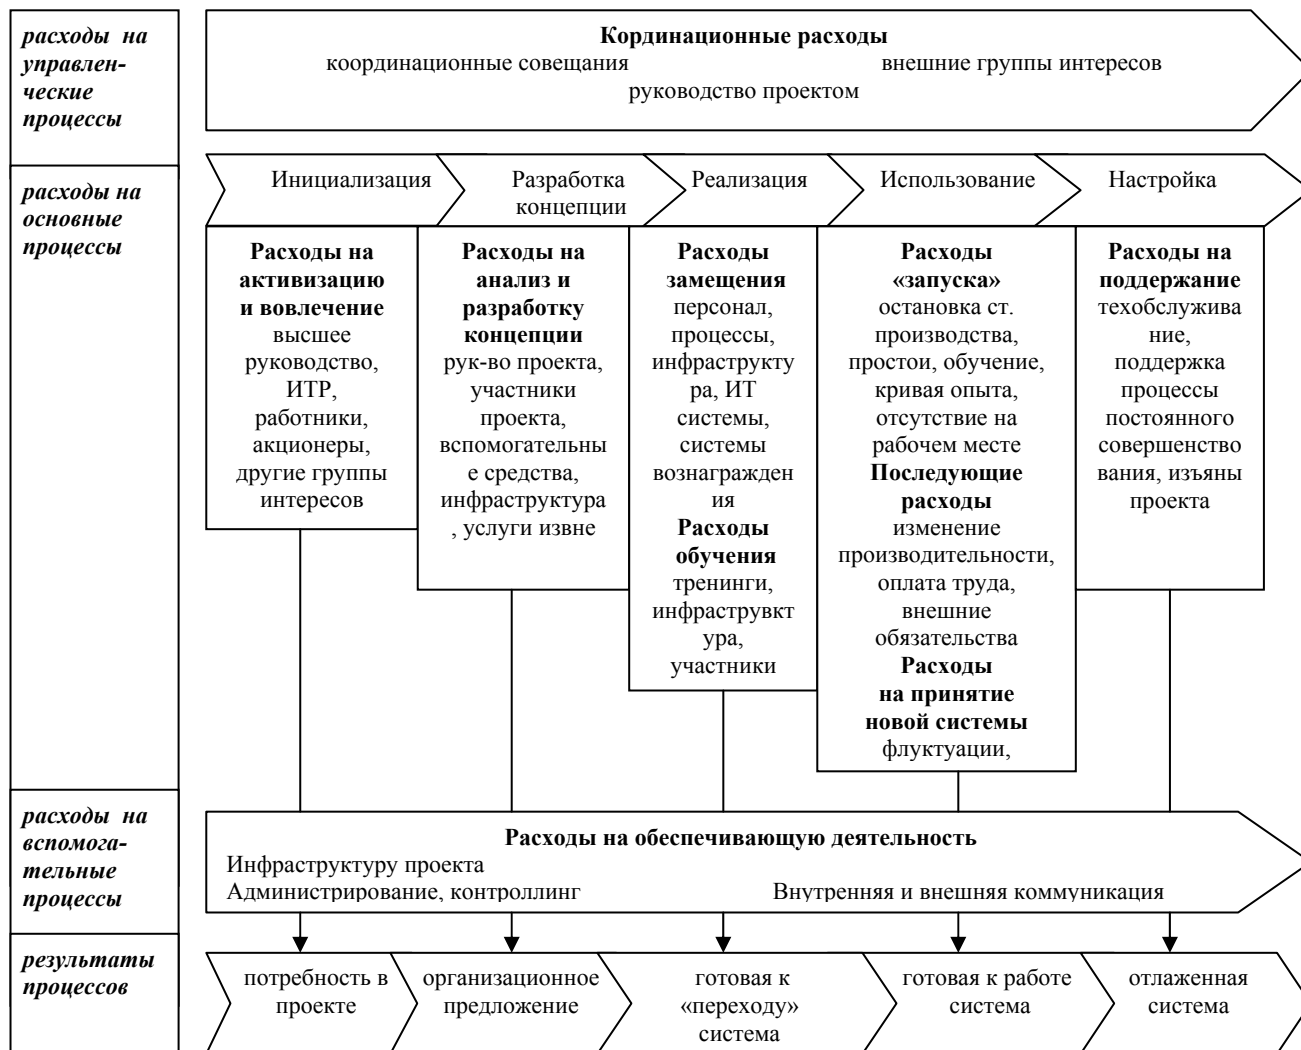 расходы на
управлен-
ческие
процессы
Кординационные расходы
координационные совещания внешние группы интересов
руководство проектом
расходы на
основные
процессы
Инициализация
Разработка
концепции
Реализация
Использование
Настройка
Расходы на
активизацию
и вовлечение
высшее
руководство,
ИТР,
работники,
акционеры,
другие группы
интересов
Расходы на
анализ и
разработку
концепции
рук-во проекта,
участники
проекта,
вспомогательны
е средства,
инфраструктура
, услуги извне
Расходы
замещения
персонал,
процессы,
инфраструкту
ра, ИТ
системы,
системы
вознагражден
ия
Расходы
обучения
тренинги,
инфрастрvвкт
ура,
участники
Расходы
«запуска»
остановка ст.
производства,
простои, обучение,
кривая опыта,
отсутствие на
рабочем месте
Последующие
расходы
изменение
производительности,
оплата труда,
внешние
обязательства
Расходы
на принятие
новой системы
флуктуации,
Расходы на
поддержание
техобслужива
ние,
поддержка
процессы
постоянного
совершенство
вания, изъяны
проекта
расходы на
вспомога-
тельные
процессы
Расходы на обеспечивающую деятельность
Инфраструктуру проекта
Администрирование, контроллинг Внутренняя и внешняя коммуникация
результаты
процессов
потребность в
проекте
организационное
предложение
готовая к
«переходу»
система
готовая к работе
система
отлаженная
система